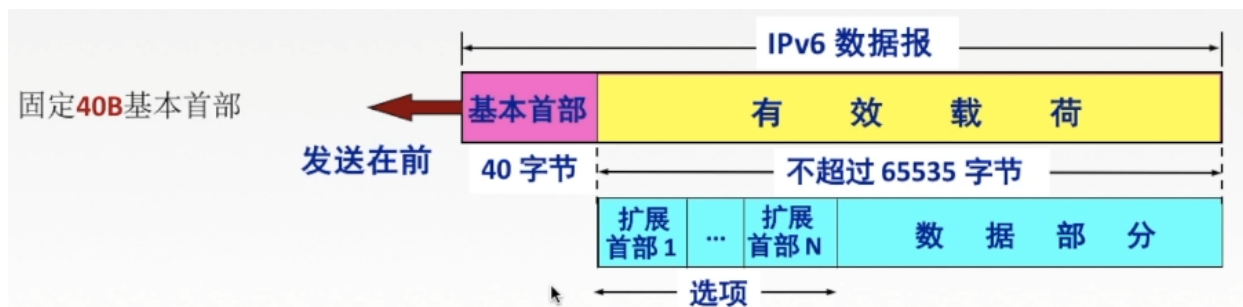 IPv6 数据报
固定40B基本首部
基本首部
有 效 载 荷
发送在前
40 字节
不超过 65535 字节
扩展
首部 1
...
扩展
首部 N
数 据 部 分
选项